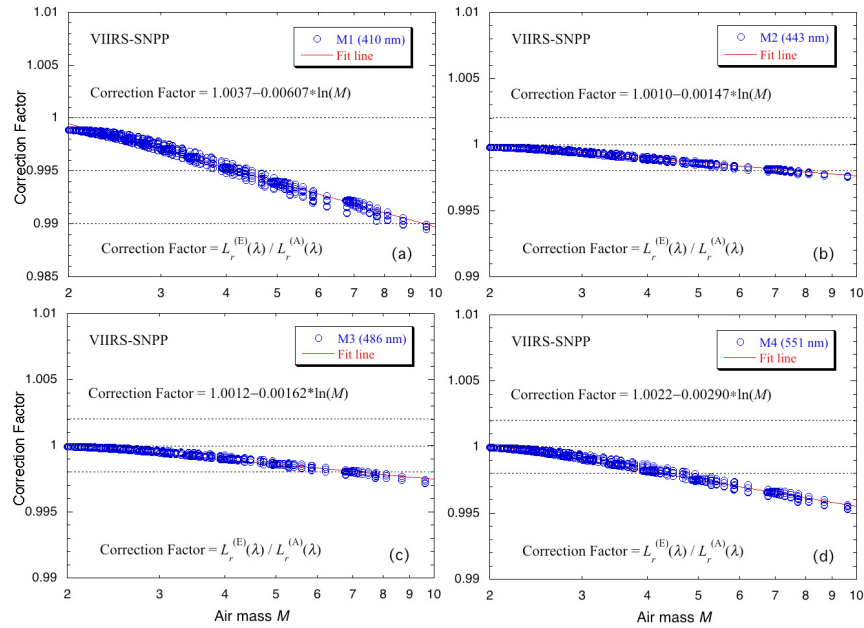 1.01
VIIRS-SNPP
M1 (410 nm)
Fit line
1.005
Correction Factor = 1.0037−0.00607*ln(M)
1
0.995
0.99
Correction Factor = L_r^(E)(λ) / L_r^(A)(λ)
(a)
0.985
2 3 4 5 6 7 8 9 10
Correction Factor
1.01
VIIRS-SNPP
M2 (443 nm)
Fit line
1.005
Correction Factor = 1.0010−0.00147*ln(M)
1
0.995
Correction Factor = L_r^(E)(λ) / L_r^(A)(λ)
(b)
0.99
2 3 4 5 6 7 8 9 10
1.01
VIIRS-SNPP
M3 (486 nm)
Fit line
1.005
Correction Factor = 1.0012−0.00162*ln(M)
1
0.995
Correction Factor = L_r^(E)(λ) / L_r^(A)(λ)
(c)
0.99
2 3 4 5 6 7 8 9 10
Correction Factor
Air mass M
1.01
VIIRS-SNPP
M4 (551 nm)
Fit line
1.005
Correction Factor = 1.0022−0.00290*ln(M)
1
0.995
Correction Factor = L_r^(E)(λ) / L_r^(A)(λ)
(d)
0.99
2 3 4 5 6 7 8 9 10
Air mass M